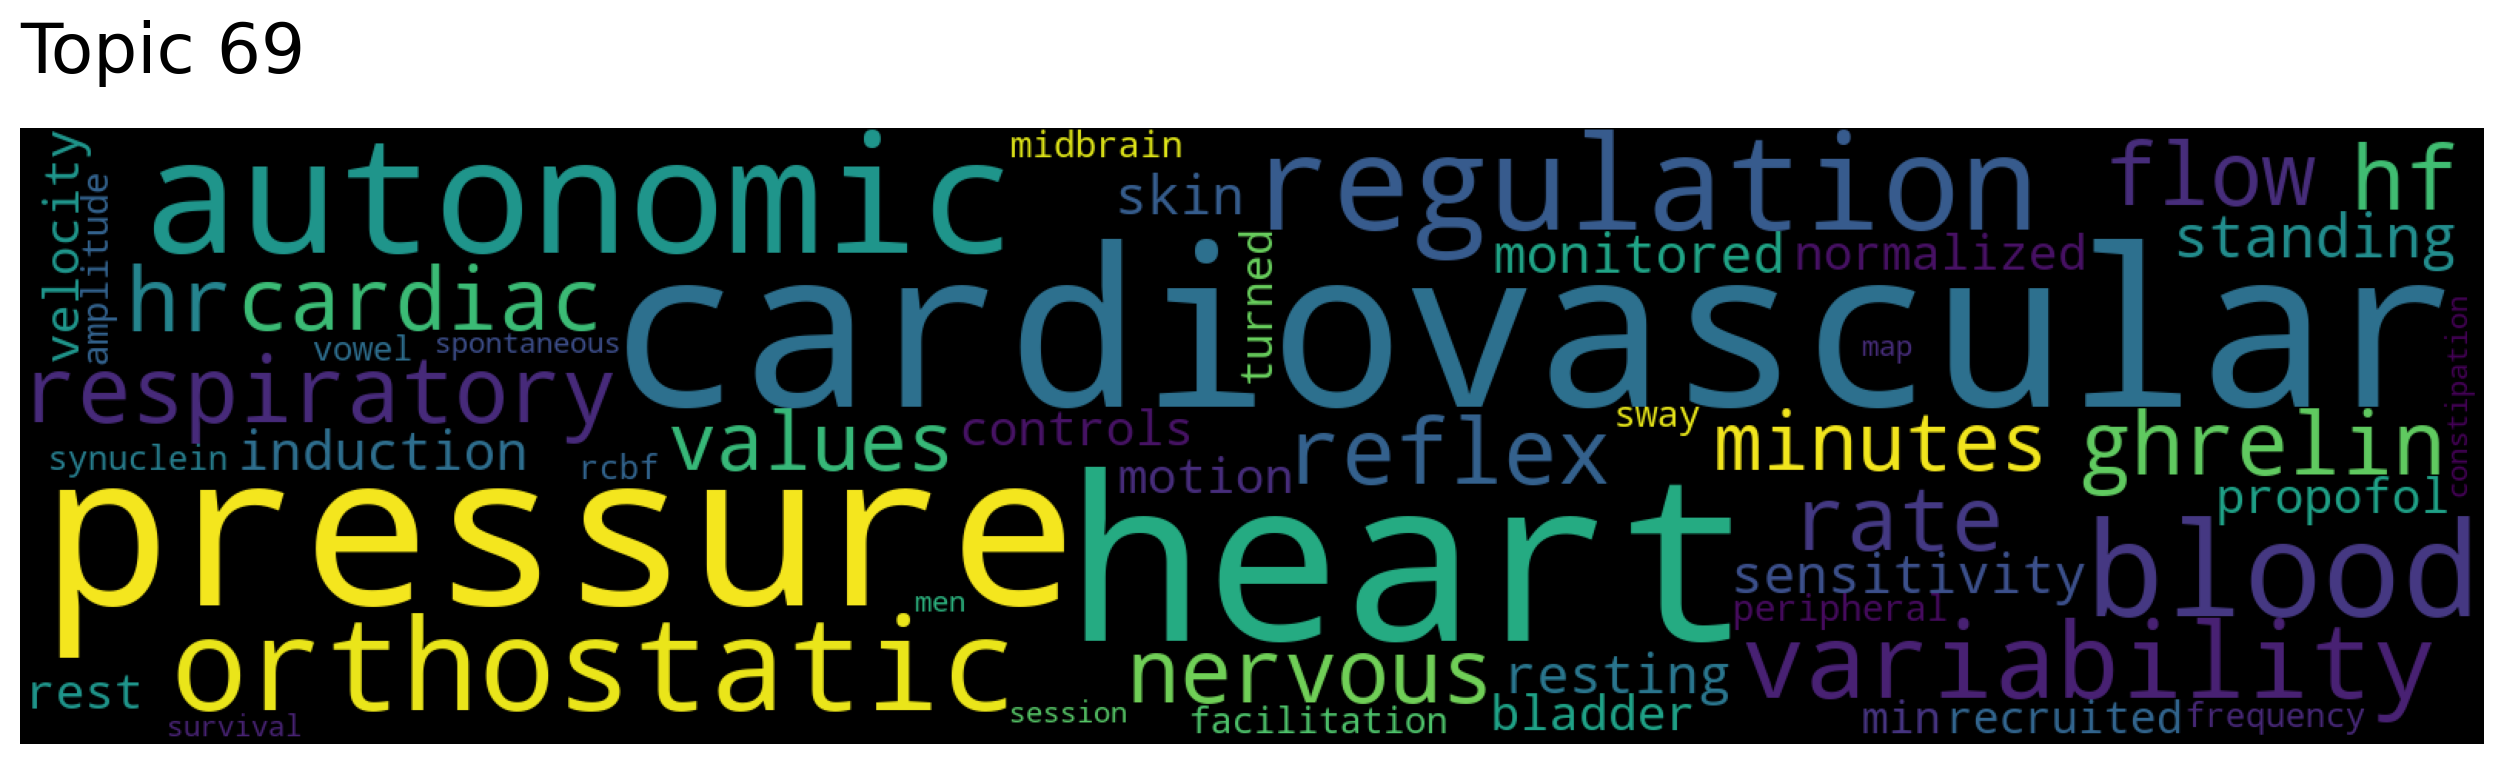 Topic 69
velocity
amplitude
autonomic
midbrain
skin
regulation
flow
hf
standing
monitored
normalized
turned
hr
cardiac
cardiovascular
map
constipation
vowel
spontaneous
respiratory
values
controls
sway
reflex
minutes
ghrelin
synuclein
induction
rcbf
motion
propofol
pressure
heart
rate
blood
sensitivity
men
peripheral
orthostatic
nervous
resting
variability
rest
survival
session
facilitation
bladder
min
recruited
frequency